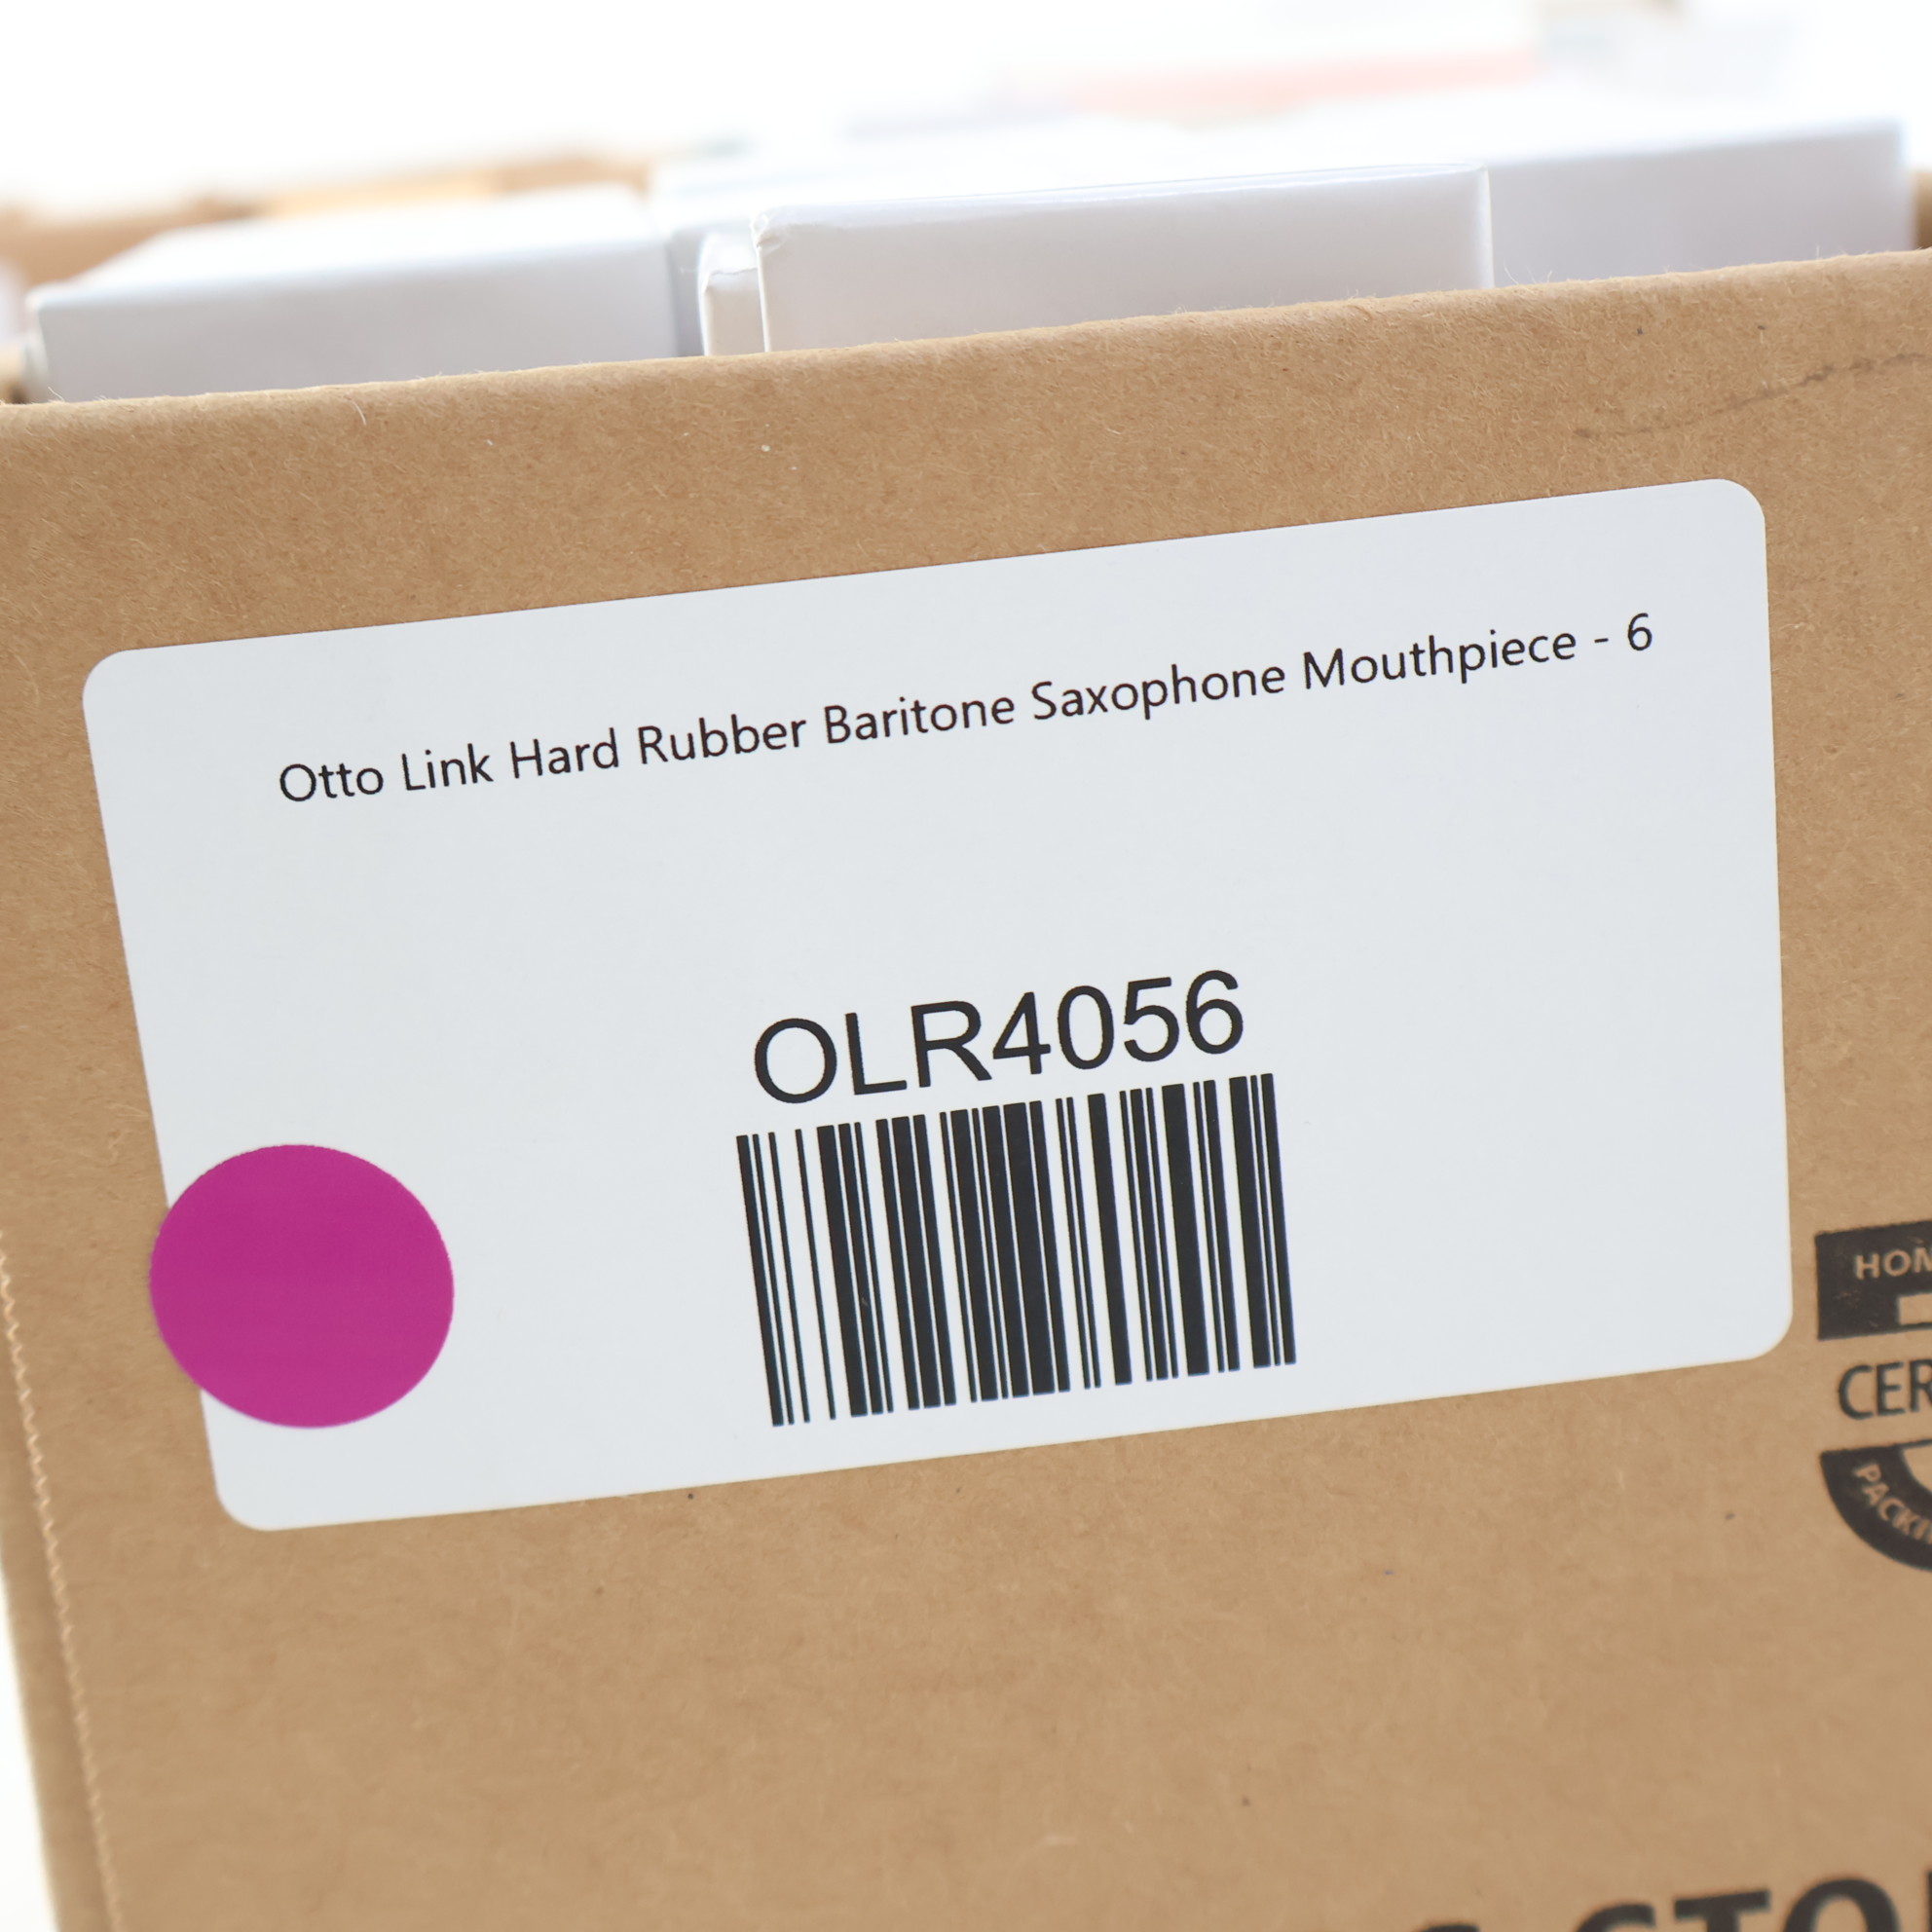 Otto Link Hard Rubber Baritone Saxophone Mouthpiece - 6
OLR4056